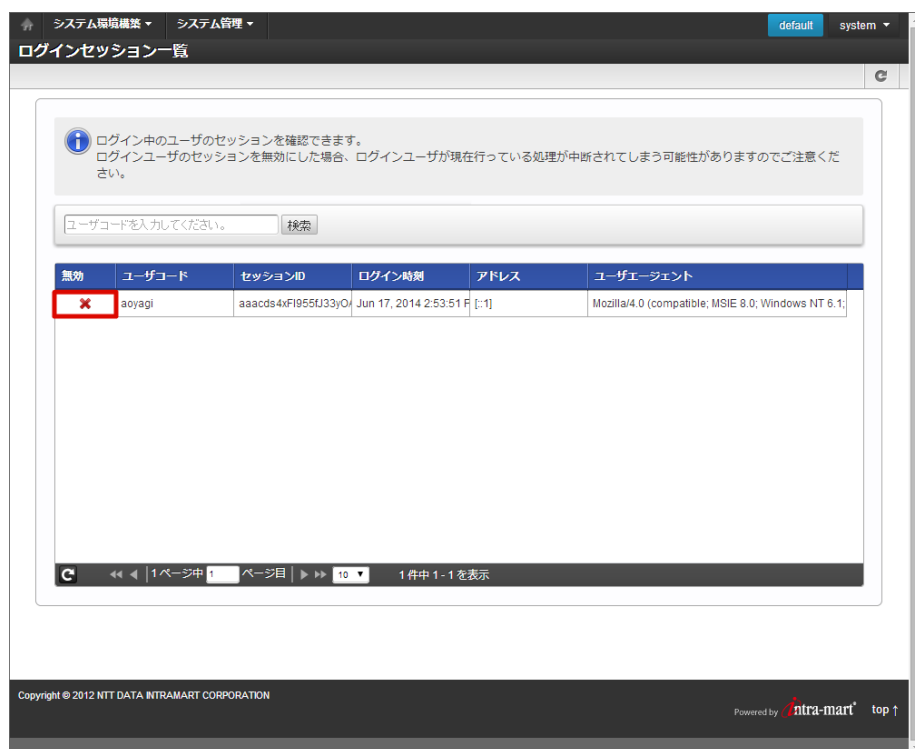 システム環境構築 ▼ システム管理 ▼ default system ▼
ログインセッション一覧
ログイン中のユーザのセッションを確認できます。
ログインユーザのセッションを無効にした場合、ログインユーザが現在行っている処理が中断されてしまう可能性がありますのでご注意くだ
さい。
ユーザコードを入力してください。 検索
無効 ユーザコード セッションID ログイン時刻 アドレス ユーザエージェント
aoyagi aaacds4xFI955fJ33yO Jun 17, 2014 2:53:51 P [::1] Mozilla/4.0 (compatible; MSIE 8.0; Windows NT 6.1;
1ページ中 1 ページ目 10 ▼ 1件中 1 - 1 を表示
Copyright © 2012 NTT DATA INTRAMART CORPORATION
Powered by intra-mart top ↑